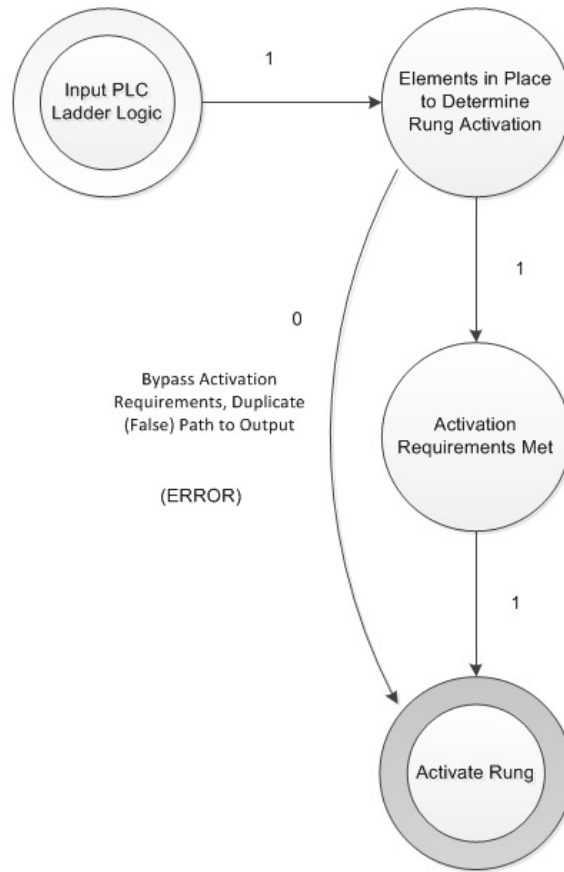 Input PLC
Ladder Logic
1
Elements in Place
to Determine
Rung Activation
1
0
Bypass Activation
Requirements, Duplicate
(False) Path to Output
(ERROR)
Activation
Requirements Met
1
Activate Rung